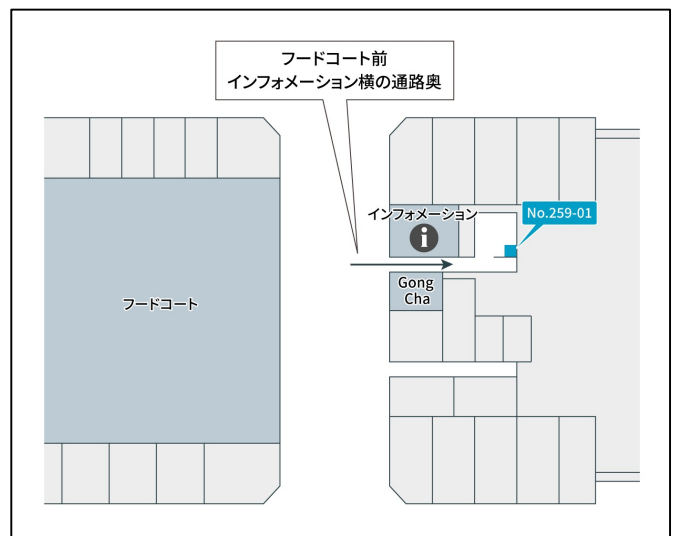 フードコート前
インフォメーション横の通路奥
インフォメーション
i
No.259-01
Gong
Cha
フードコート